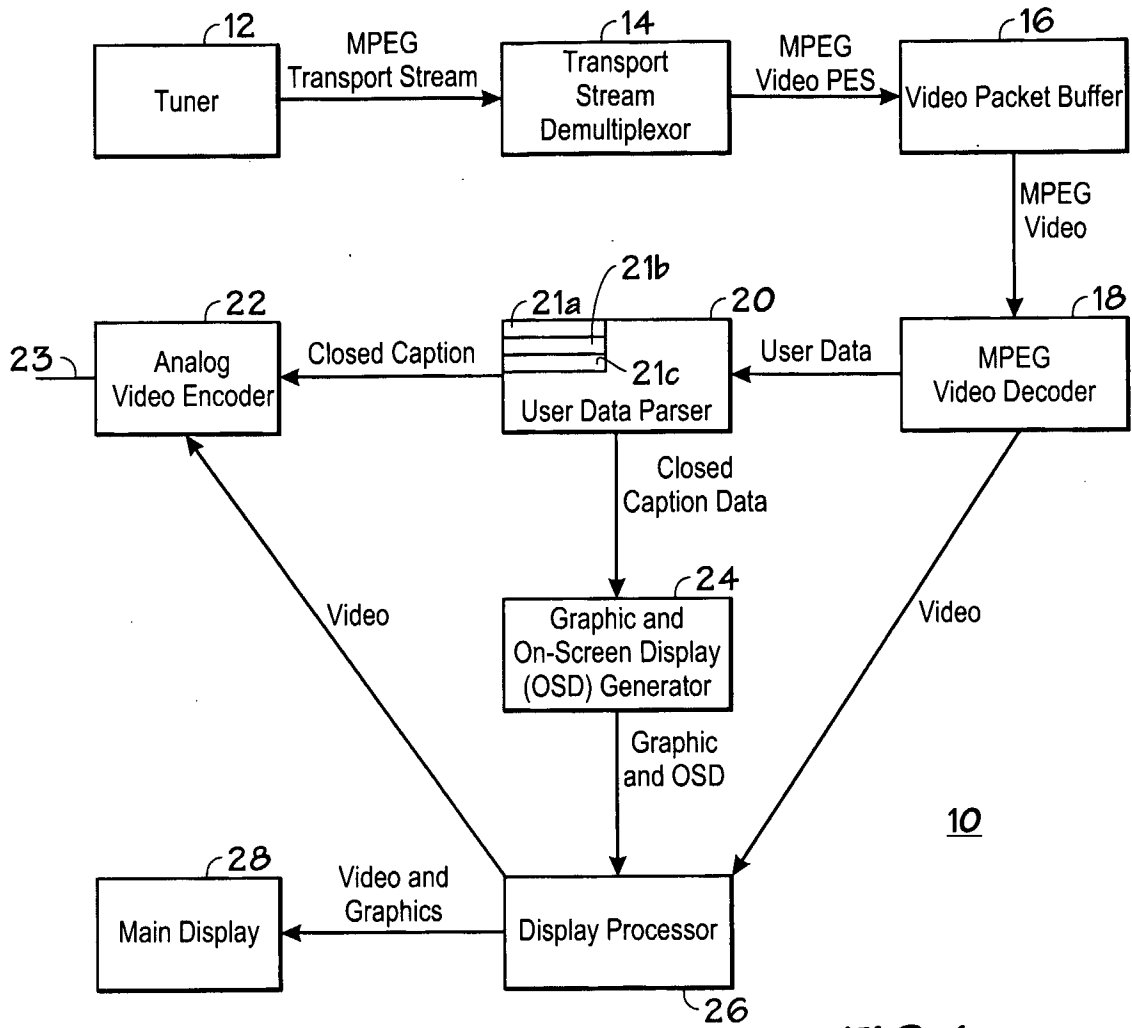 12
14
16
Tuner
MPEG
Transport Stream
Transport
Stream
Demultiplexor
MPEG
Video PES
Video Packet Buffer
MPEG
Video
22
21a
21b
20
18
23
Analog
Video Encoder
Closed Caption
21c
User Data Parser
User Data
MPEG
Video Decoder
Closed
Caption Data
24
Video
Graphic and
On-Screen Display
(OSD) Generator
Video
Graphic
and OSD
10
28
Main Display
Video and
Graphics
Display Processor
26